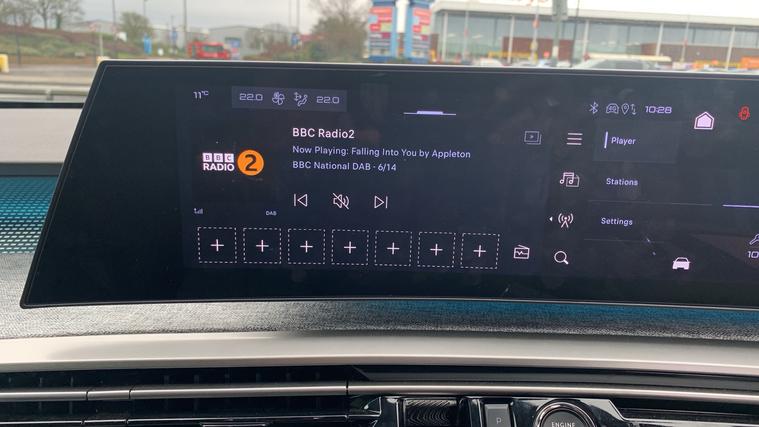 11°C
22.0 22.0
10:28
BBC Radio2
Now Playing: Falling Into You by Appleton
BBC National DAB - 6/14
BBC
RADIO 2
DAB
Player
Stations
Settings
10
P
ENGINE